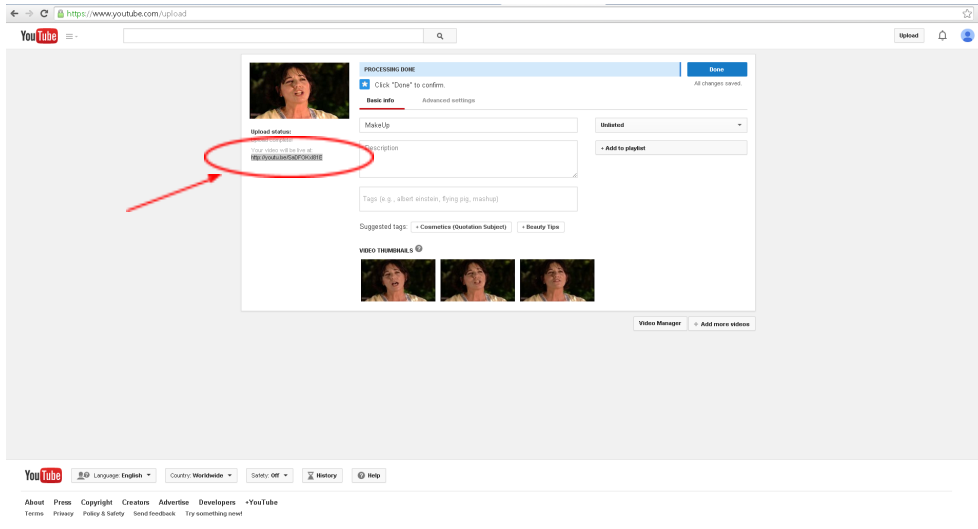 https://www.youtube.com/upload
YouTube
Upload
PROCESSING DONE
Done
Click "Done" to confirm.
All changes saved.
Basic info Advanced settings
MakeUp
Unlisted
Upload status:
Your video will be live at:
Description
+ Add to playlist
Tags (e.g., albert einstein, flying pig, mashup)
Suggested tags: + Cosmetics (Quotation Subject) + Beauty Tips
VIDEO THUMBNAILS
Video Manager + Add more videos
YouTube Language: English Country: Worldwide Safety: Off History Help
About Press Copyright Creators Advertise Developers +YouTube
Terms Privacy Policy & Safety Send feedback Try something new!